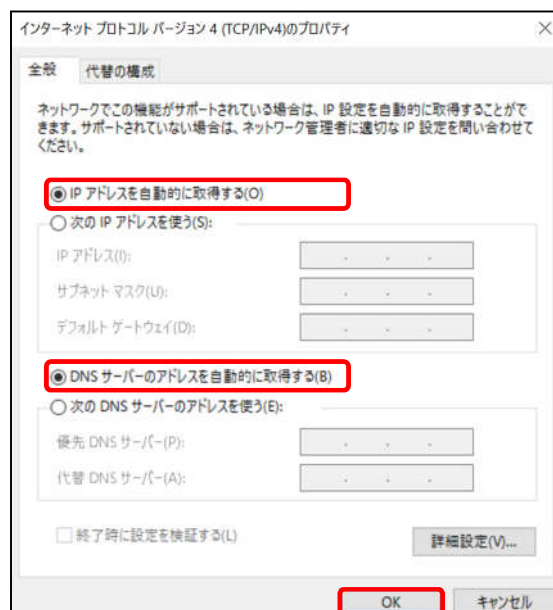 インターネット プロトコル バージョン 4 (TCP/IPv4)のプロパティ
全般 代替の構成
ネットワークでこの機能がサポートされている場合は、IP 設定を自動的に取得することがで
きます。サポートされていない場合は、ネットワーク管理者に適切な IP 設定を問い合わせて
ください。
IP アドレスを自動的に取得する(O)
次の IP アドレスを使う(S):
IP アドレス(I):
サブネット マスク(U):
デフォルト ゲートウェイ(D):
DNS サーバーのアドレスを自動的に取得する(B)
次の DNS サーバーのアドレスを使う(E):
優先 DNS サーバー(P):
代替 DNS サーバー(A):
終了時に設定を検証する(L)
詳細設定(V)...
OK キャンセル